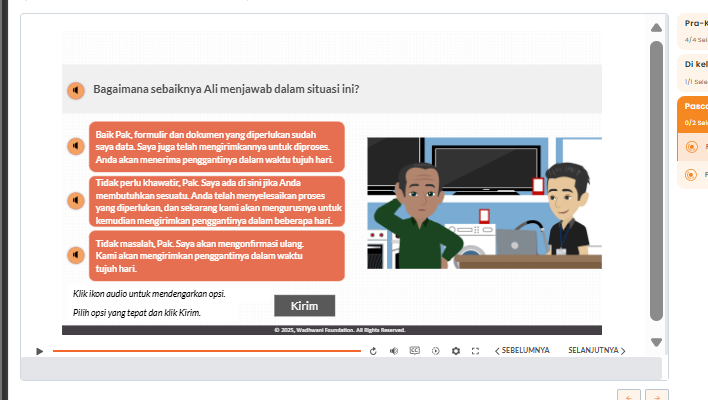 Bagaimana sebaiknya Ali menjawab dalam situasi ini?
Baik Pak, formulir dan dokumen yang diperlukan sudah
saya data. Saya juga telah mengirimkannya untuk diproses.
Anda akan menerima penggantinya dalam waktu tujuh hari.
Tidak perlu khawatir, Pak. Saya ada di sini jika Anda
membutuhkan sesuatu. Anda telah menyelesaikan proses
yang diperlukan, dan sekarang kami akan mengurusnya untuk
kemudian mengirimkan penggantinya dalam beberapa hari.
Tidak masalah, Pak. Saya akan mengonfirmasi ulang.
Kami akan mengirimkan penggantinya dalam waktu
tujuh hari.
Klik ikon audio untuk mendengarkan opsi.
Pilih opsi yang tepat dan klik Kirim.
Kirim
© 2025, Wadhwani Foundation. All Rights Reserved.
SEBELUMNYA
SELANJUTNYA
Pra-K
4/4 Sel
Di kel
1/1 Sele
Pasca
0/2 Sel